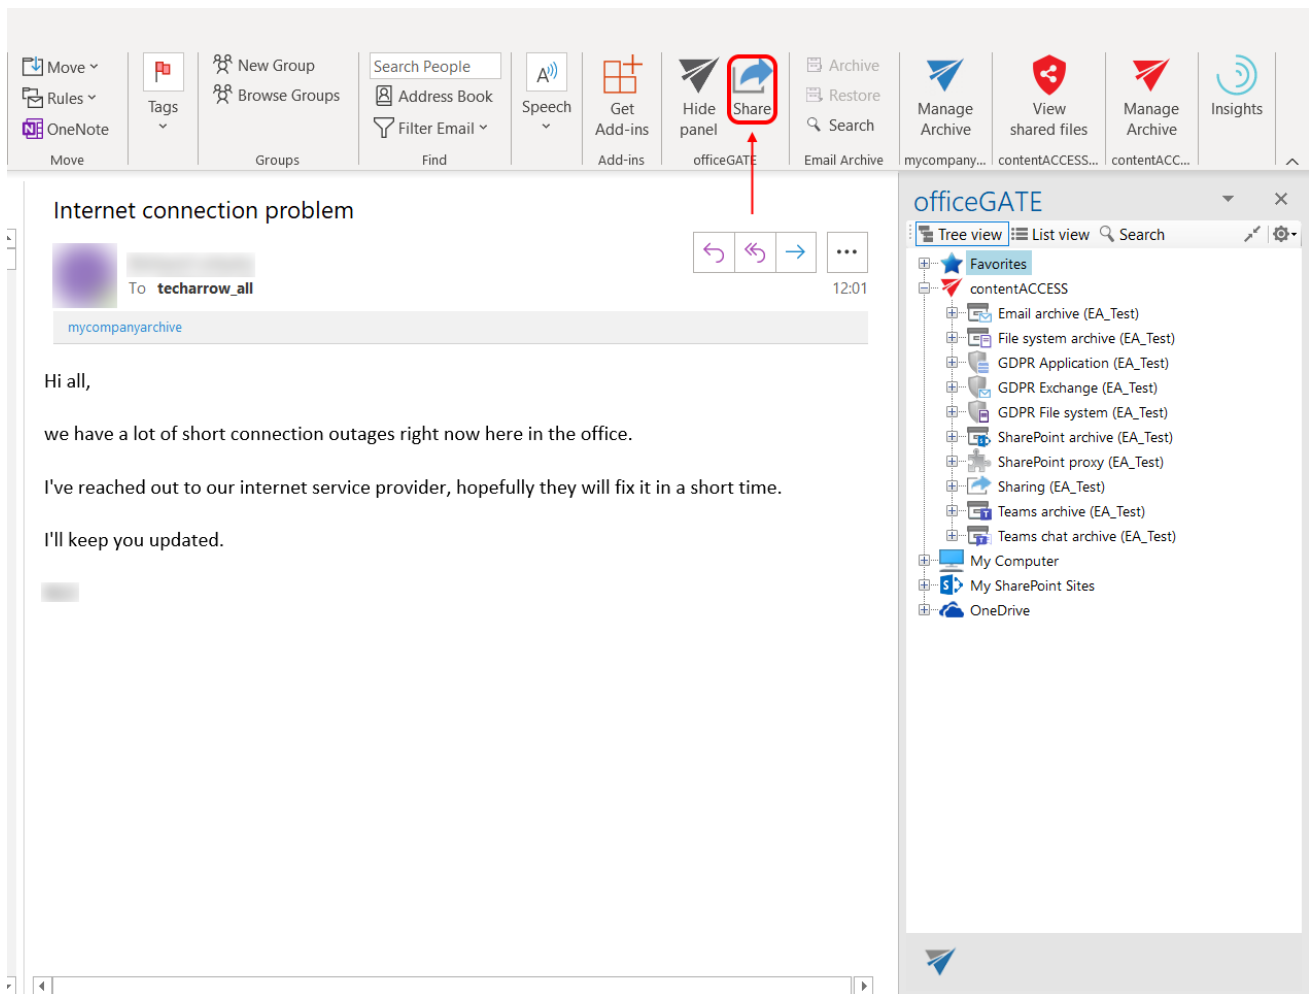 Move
Rules
OneNote
Move
Tags
New Group
Browse Groups
Groups
Search People
Address Book
Filter Email
Find
Speech
Get
Add-ins
Add-ins
Hide
panel
Share
officeGATE
Archive
Restore
Search
Email Archive
Manage
Archive
mycompany...
View
shared files
contentACCESS...
Manage
Archive
contentACC...
Insights
Internet connection problem
To techarrow_all
12:01
mycompanyarchive
Hi all,
we have a lot of short connection outages right now here in the office.
I've reached out to our internet service provider, hopefully they will fix it in a short time.
I'll keep you updated.
officeGATE
Tree view List view Search
Favorites
contentACCESS
Email archive (EA_Test)
File system archive (EA_Test)
GDPR Application (EA_Test)
GDPR Exchange (EA_Test)
GDPR File system (EA_Test)
SharePoint archive (EA_Test)
SharePoint proxy (EA_Test)
Sharing (EA_Test)
Teams archive (EA_Test)
Teams chat archive (EA_Test)
My Computer
My SharePoint Sites
OneDrive